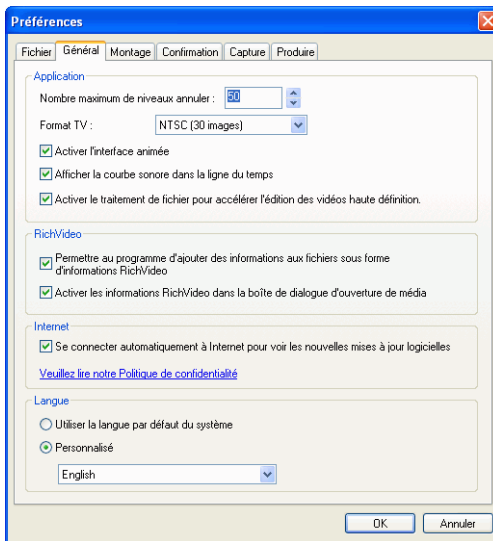 Préférences
Fichier Général Montage Confirmation Capture Produire
Application
Nombre maximum de niveaux annuler : 50
Format TV : NTSC (30 images)
Activer l'interface animée
Afficher la courbe sonore dans la ligne du temps
Activer le traitement de fichier pour accélérer l'édition des vidéos haute définition.
RichVideo
Permettre au programme d'ajouter des informations aux fichiers sous forme
d'informations RichVideo
Activer les informations RichVideo dans la boîte de dialogue d'ouverture de média
Internet
Se connecter automatiquement à Internet pour voir les nouvelles mises à jour logicielles
Veuillez lire notre Politique de confidentialité
Langue
Utiliser la langue par défaut du système
Personnalisé
English
OK Annuler